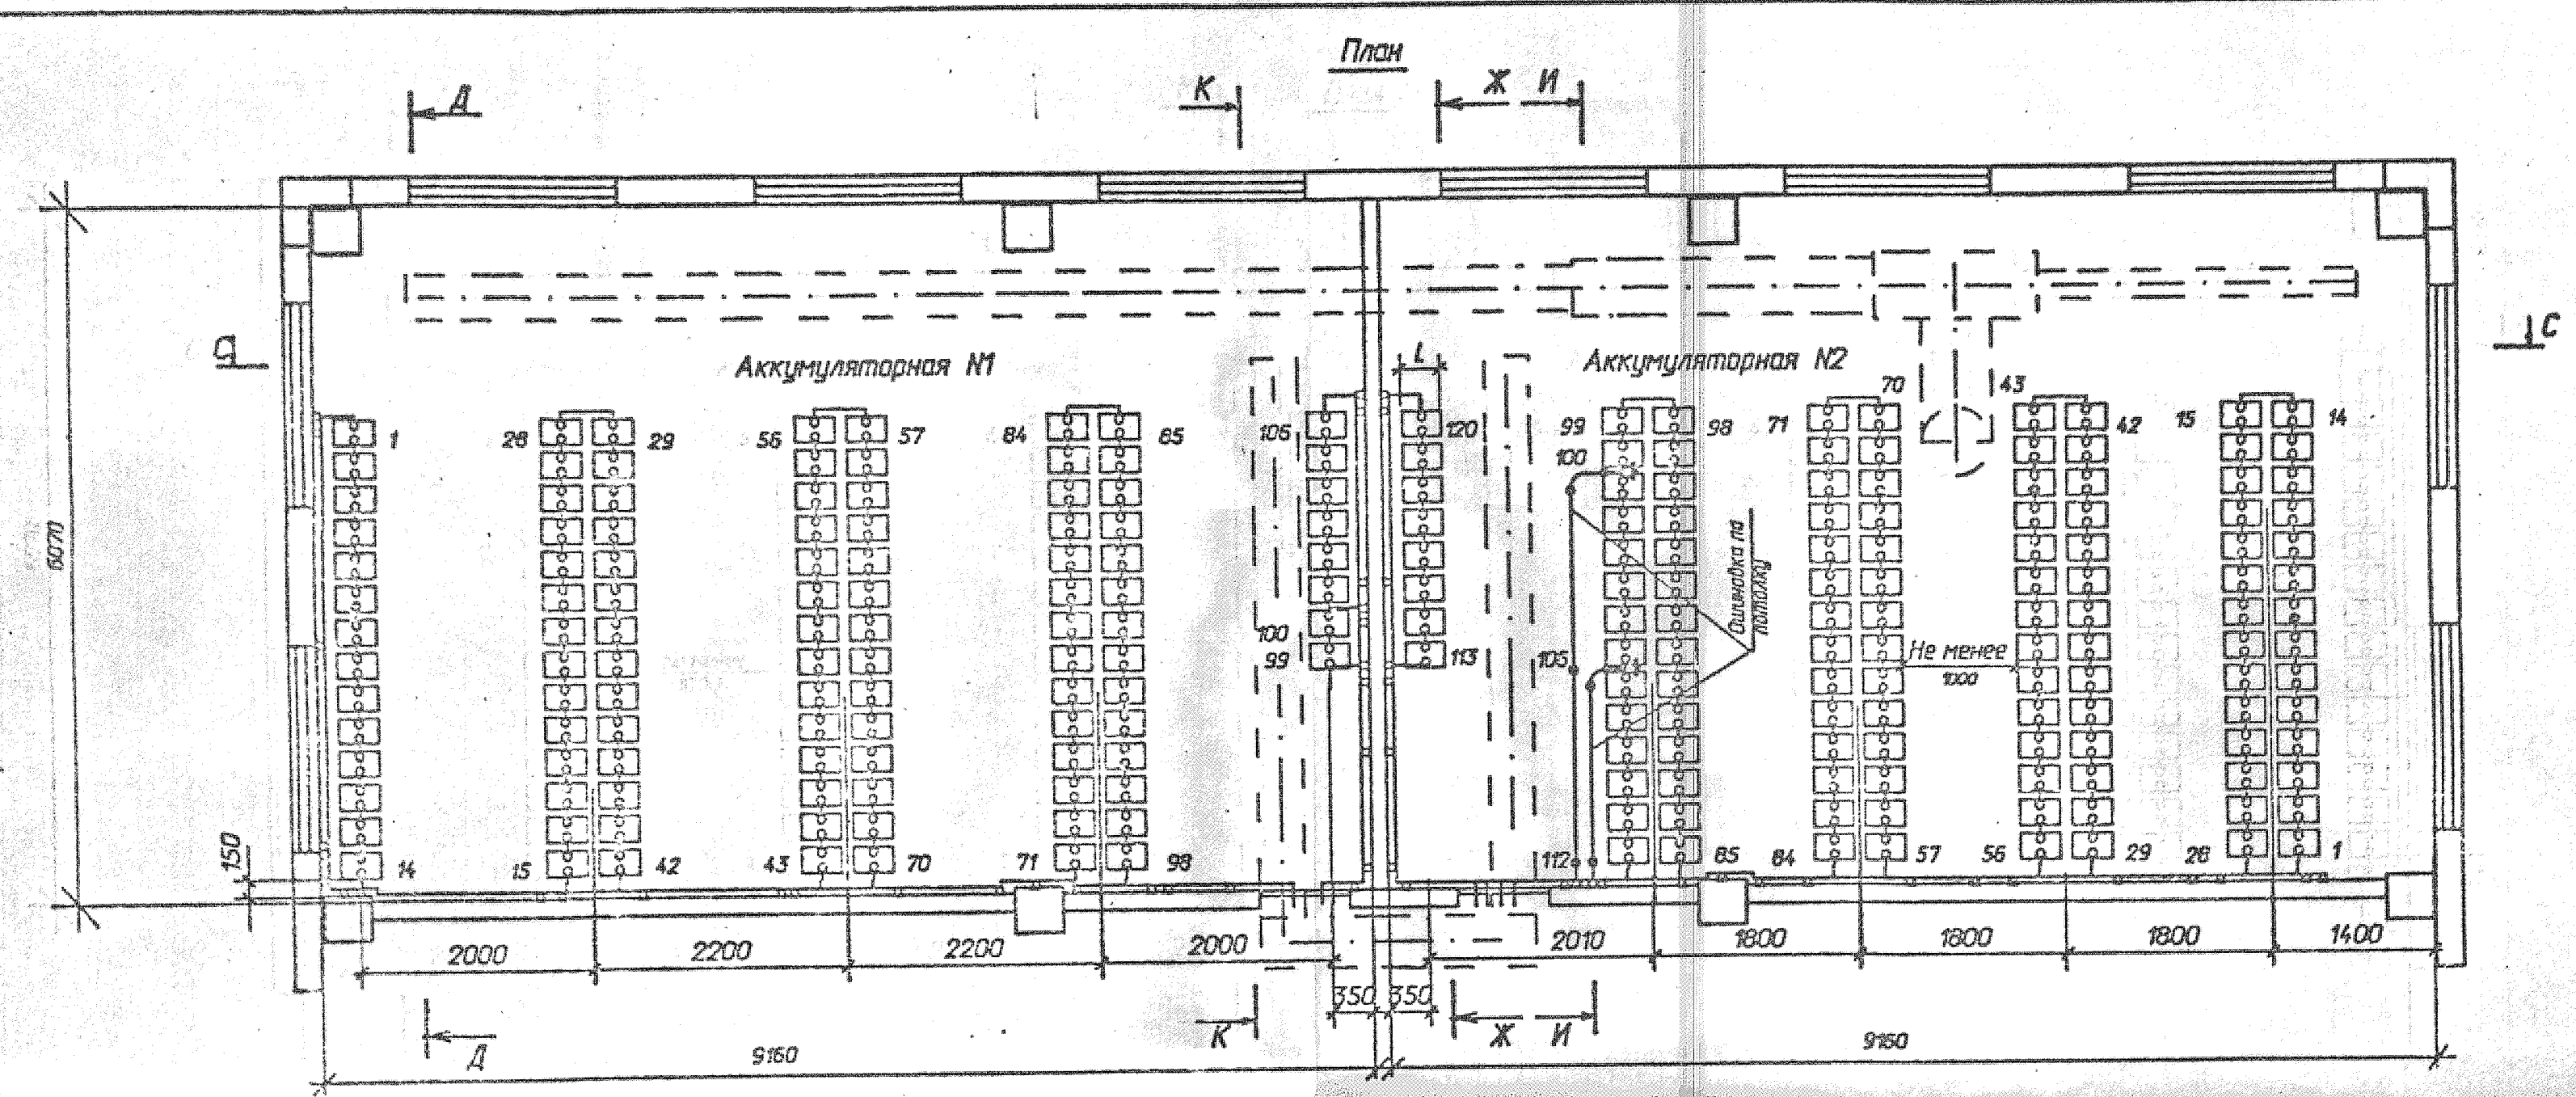 План
Д К Ж И
С С
Аккумуляторная N1 L Аккумуляторная N2
70 43
1 28 29 56 57 84 85 106 120 99 98 71 42 15 14
100
6070
Ошиновка по
потолку
Не менее
1000
100
99 113 105
150
14 15 42 43 70 71 98 112 85 84 57 56 29 28 1
2000 2200 2200 2000 2010 1800 1800 1800 1400
350 350
Д К Ж И
9160 9160